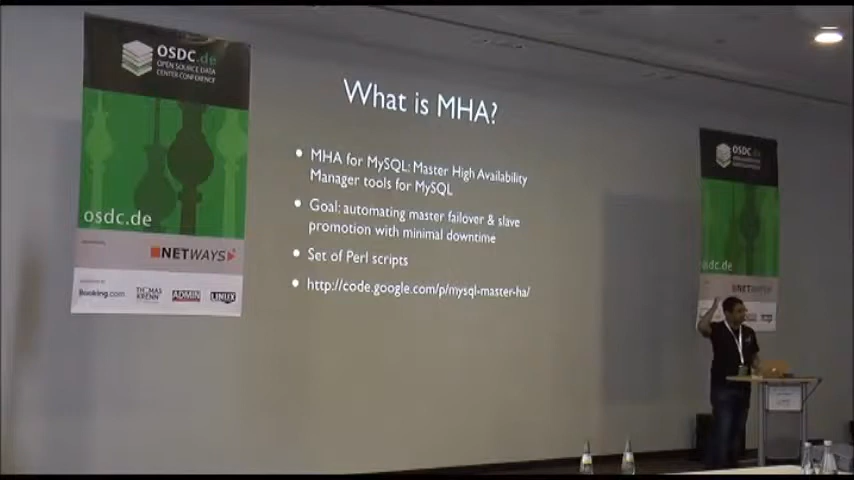 OSDC.de
OPEN SOURCE DATA
CENTER CONFERENCE
osdc.de
NETWAYS
Booking.com
THOMAS
KRENN
ADMIN
LINUX
What is MHA?
• MHA for MySQL: Master High Availability
Manager tools for MySQL
• Goal: automating master failover & slave
promotion with minimal downtime
• Set of Perl scripts
• http://code.google.com/p/mysql-master-ha/
OSDC.de
osdc.de
NETWAYS